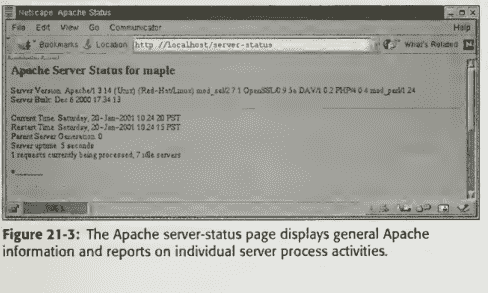 Netscape: Apache Status
File Edit View Go Communicator Help
Bookmarks Location: http://localhost/server-status What's Related
Apache Server Status for maple
Server Version: Apache/1.3.14 (Unix) (Red-Hat/Linux) mod_ssl/2.7.1 OpenSSL/0.9.5a DAV/1.0.2 PHP/4.0.4 mod_perl/1.24
Server Built: Dec 6 2000 17:34:13
Current Time: Saturday, 20-Jan-2001 10:24:20 PST
Restart Time: Saturday, 20-Jan-2001 10:24:15 PST
Parent Server Generation: 0
Server uptime: 5 seconds
1 requests currently being processed, 7 idle servers
Figure 21-3: The Apache server-status page displays general Apache
information and reports on individual server process activities.